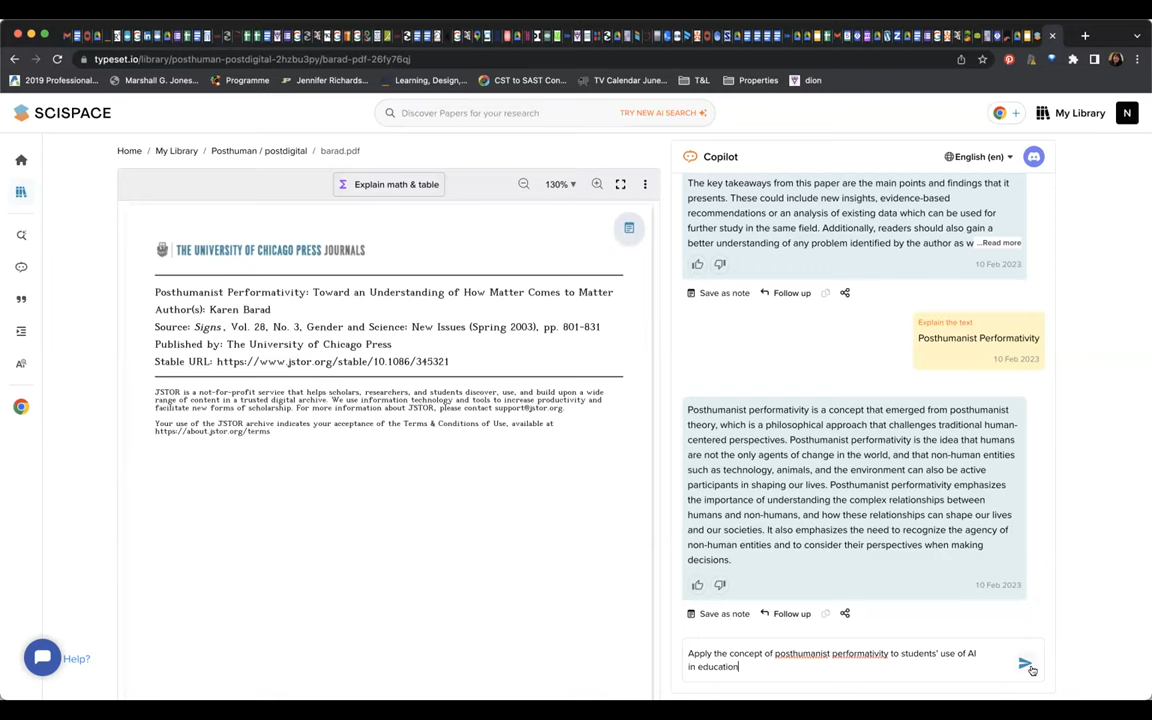 typeset.io/library/posthuman-postdigital-2hzbu3py/barad-pdf-26fy76qj
2019 Professional...
Marshall G. Jones...
Programme
Jennifer Richards...
Learning, Design,...
CST to SAST Con...
TV Calendar June...
T&L
Properties
dion
SCISPACE
Discover Papers for your research
TRY NEW AI SEARCH
My Library
N
Home / My Library / Posthuman / postdigital / barad.pdf
Copilot
English (en)
Explain math & table
130%
The key takeaways from this paper are the main points and findings that it
presents. These could include new insights, evidence-based
recommendations or an analysis of existing data which can be used for
further study in the same field. Additionally, readers should also gain a
better understanding of any problem identified by the author as w ...Read more
10 Feb 2023
Save as note
Follow up
THE UNIVERSITY OF CHICAGO PRESS JOURNALS
Posthumanist Performativity: Toward an Understanding of How Matter Comes to Matter
Author(s): Karen Barad
Source: Signs, Vol. 28, No. 3, Gender and Science: New Issues (Spring 2003), pp. 801-831
Published by: The University of Chicago Press
Stable URL: https://www.jstor.org/stable/10.1086/345321
JSTOR is a not-for-profit service that helps scholars, researchers, and students discover, use, and build upon a wide
range of content in a trusted digital archive. We use information technology and tools to increase productivity and
facilitate new forms of scholarship. For more information about JSTOR, please contact support@jstor.org.
Your use of the JSTOR archive indicates your acceptance of the Terms & Conditions of Use, available at
https://about.jstor.org/terms
Explain the text
Posthumanist Performativity
10 Feb 2023
Posthumanist performativity is a concept that emerged from posthumanist
theory, which is a philosophical approach that challenges traditional human-
centered perspectives. Posthumanist performativity is the idea that humans
are not the only agents of change in the world, and that non-human entities
such as technology, animals, and the environment can also be active
participants in shaping our lives. Posthumanist performativity emphasizes
the importance of understanding the complex relationships between
humans and non-humans, and how these relationships can shape our lives
and our societies. It also emphasizes the need to recognize the agency of
non-human entities and to consider their perspectives when making
decisions.
10 Feb 2023
Save as note
Follow up
Apply the concept of posthumanist performativity to students' use of AI
in education
Help?